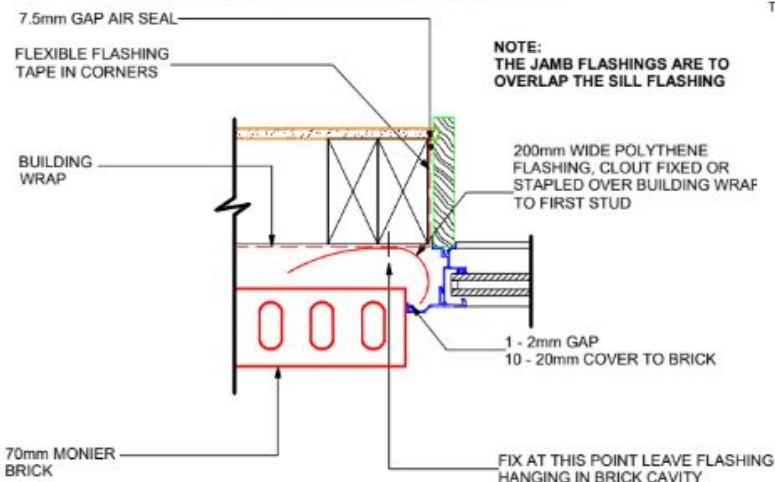 T
7.5mm GAP AIR SEAL
FLEXIBLE FLASHING
TAPE IN CORNERS
NOTE:
THE JAMB FLASHINGS ARE TO
OVERLAP THE SILL FLASHING
BUILDING
WRAP
200mm WIDE POLYTHENE
FLASHING, CLOUT FIXED OR
STAPLED OVER BUILDING WRAP
TO FIRST STUD
1 - 2mm GAP
10 - 20mm COVER TO BRICK
70mm MONIER
BRICK
FIX AT THIS POINT LEAVE FLASHING
HANGING IN BRICK CAVITY